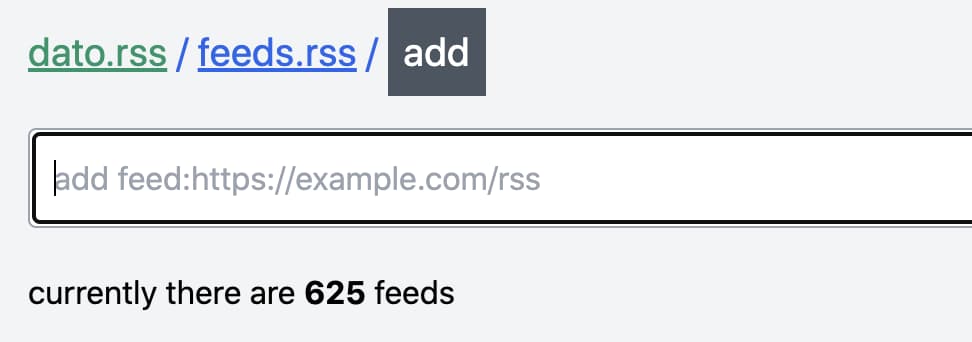 dato.rss / feeds.rss / add
add feed:https://example.com/rss
currently there are 625 feeds